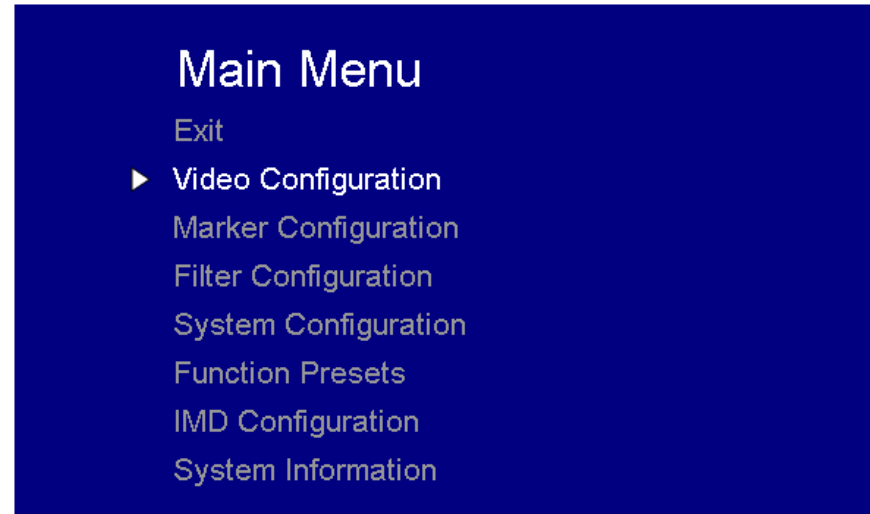 Main Menu
Exit
Video Configuration
Marker Configuration
Filter Configuration
System Configuration
Function Presets
IMD Configuration
System Information